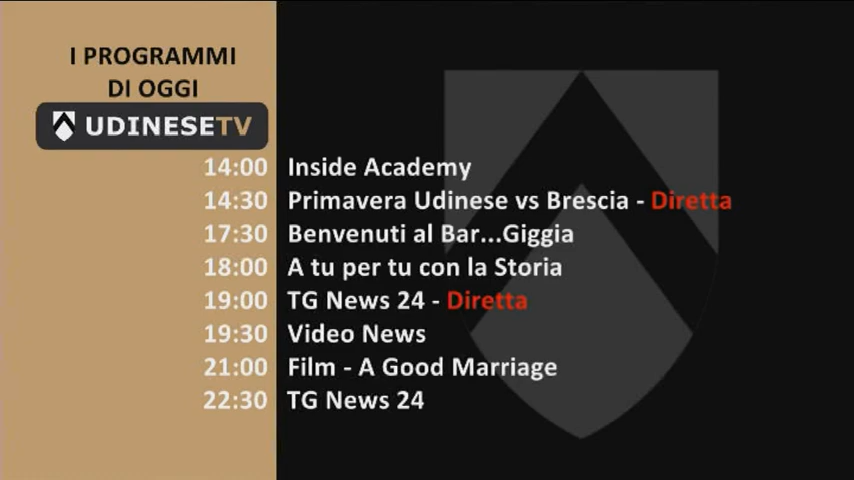 I PROGRAMMI
DI OGGI
UDINESETV
14:00 Inside Academy
14:30 Primavera Udinese vs Brescia - Diretta
17:30 Benvenuti al Bar...Giggia
18:00 A tu per tu con la Storia
19:00 TG News 24 - Diretta
19:30 Video News
21:00 Film - A Good Marriage
22:30 TG News 24